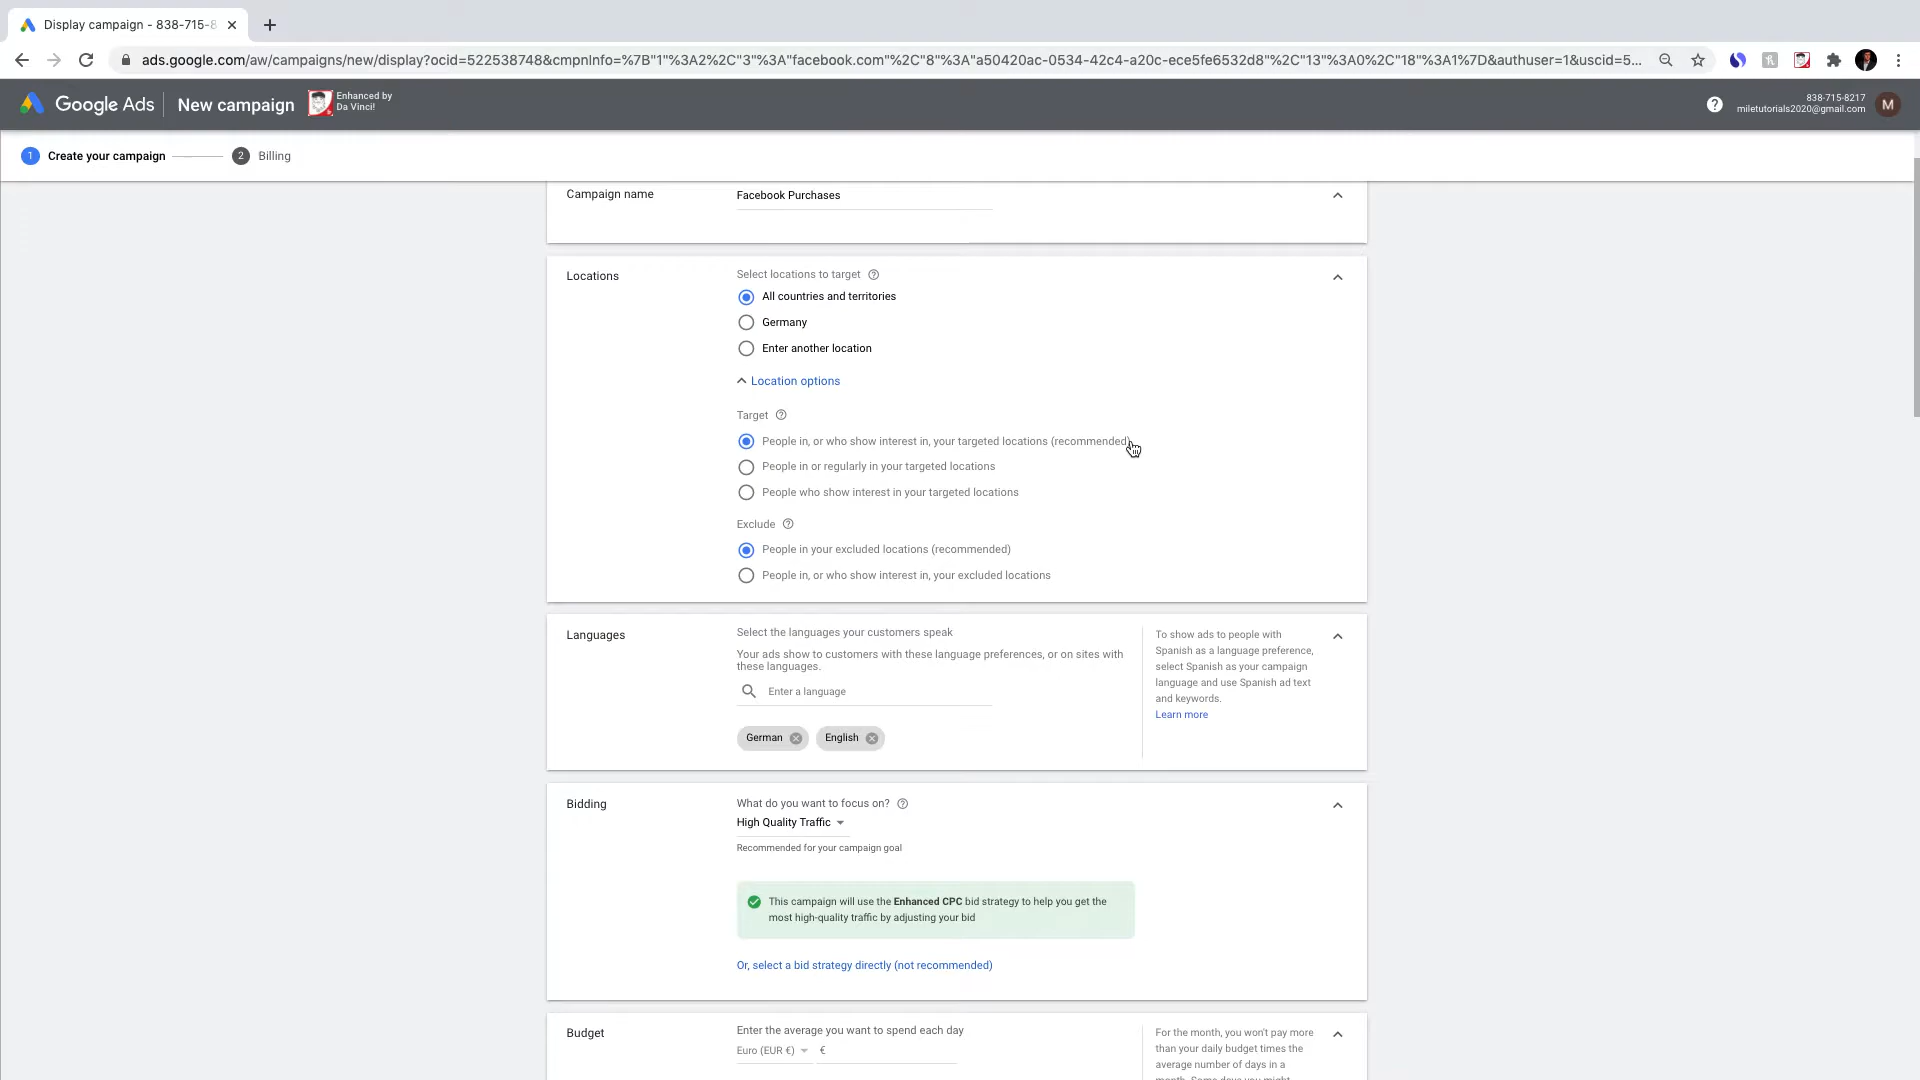 Display campaign - 838-715-8
ads.google.com/aw/campaigns/new/display?ocid=522538748&cmpnInfo=%7B"1"%3A2%2C"3"%3A"facebook.com"%2C"8"%3A"a50420ac-0534-42c4-a20c-ece5fe6532d8"%2C"13"%3A0%2C"18"%3A1%7D&authuser=1&uscid=5...
Google Ads
New campaign
Enhanced by
Da Vinci!
838-715-8217
miletutorials2020@gmail.com
M
1 Create your campaign
2 Billing
Campaign name
Facebook Purchases
Locations
Select locations to target
All countries and territories
Germany
Enter another location
Location options
Target
People in, or who show interest in, your targeted locations (recommended)
People in or regularly in your targeted locations
People who show interest in your targeted locations
Exclude
People in your excluded locations (recommended)
People in, or who show interest in, your excluded locations
Languages
Select the languages your customers speak
Your ads show to customers with these language preferences, or on sites with
these languages.
Enter a language
German
English
To show ads to people with
Spanish as a language preference,
select Spanish as your campaign
language and use Spanish ad text
and keywords.
Learn more
Bidding
What do you want to focus on?
High Quality Traffic
Recommended for your campaign goal
This campaign will use the Enhanced CPC bid strategy to help you get the
most high-quality traffic by adjusting your bid
Or, select a bid strategy directly (not recommended)
Budget
Enter the average you want to spend each day
Euro (EUR €)
€
For the month, you won't pay more
than your daily budget times the
average number of days in a
month. Some days you might